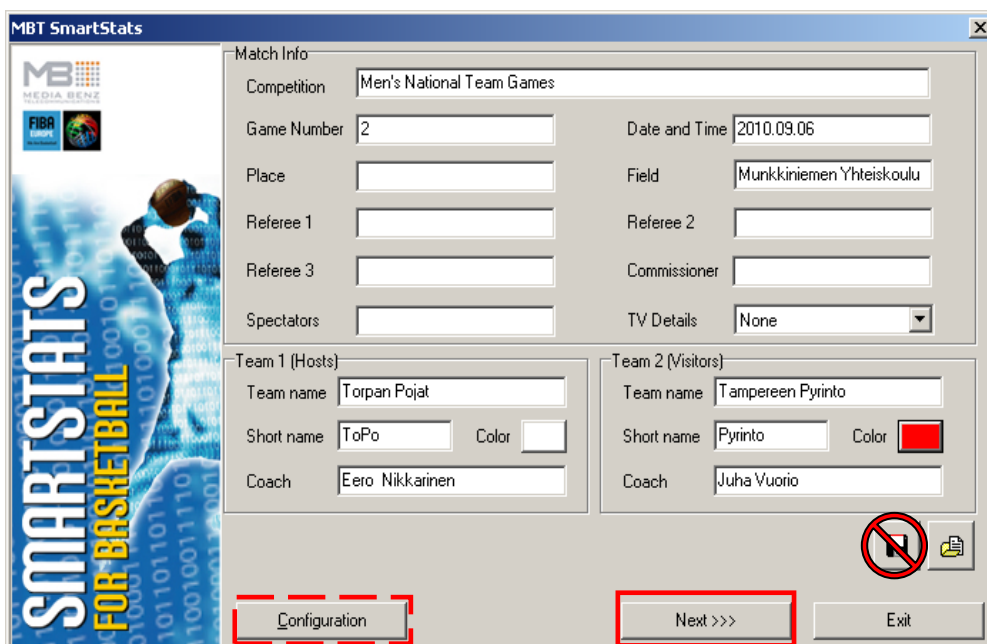 MBT SmartStats
MB
MEDIA BENZ
TELECOMMUNICATIONS
FIBA
EUROPE
SMARTSTATS
FOR BASKETBALL
Match Info
Competition Men's National Team Games
Game Number 2 Date and Time 2010.09.06
Place Field Munkkiniemen Yhteiskoulu
Referee 1 Referee 2
Referee 3 Commissioner
Spectators TV Details None
Team 1 (Hosts)
Team name Torpan Pojat
Short name ToPo Color
Coach Eero Nikkarinen
Team 2 (Visitors)
Team name Tampereen Pyrinto
Short name Pyrinto Color
Coach Juha Vuorio
Configuration Next >>> Exit